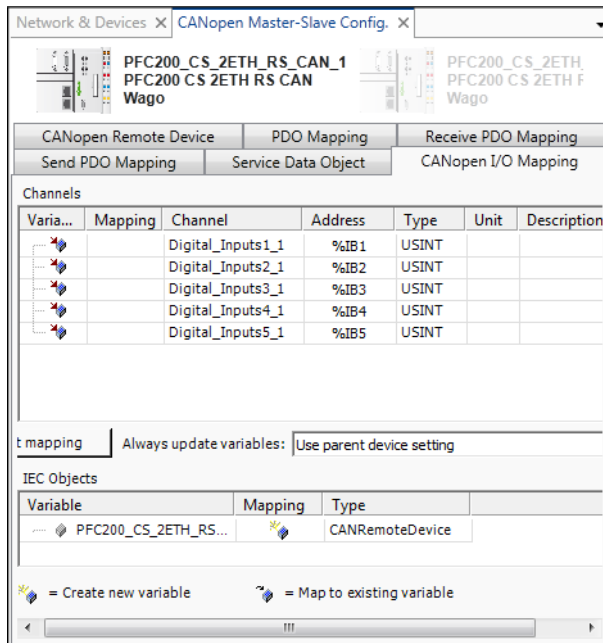 Network & Devices X CANopen Master-Slave Config. X
PFC200_CS_2ETH_RS_CAN_1
PFC200 CS 2ETH RS CAN
Wago
PFC200_CS_2ETH_
PFC200 CS 2ETH F
Wago
CANopen Remote Device PDO Mapping Receive PDO Mapping
Send PDO Mapping Service Data Object CANopen I/O Mapping
Channels
Varia... Mapping Channel Address Type Unit Description
Digital_Inputs1_1 %IB1 USINT
Digital_Inputs2_1 %IB2 USINT
Digital_Inputs3_1 %IB3 USINT
Digital_Inputs4_1 %IB4 USINT
Digital_Inputs5_1 %IB5 USINT
t mapping Always update variables: Use parent device setting
IEC Objects
Variable Mapping Type
PFC200_CS_2ETH_RS... CANRemoteDevice
= Create new variable = Map to existing variable